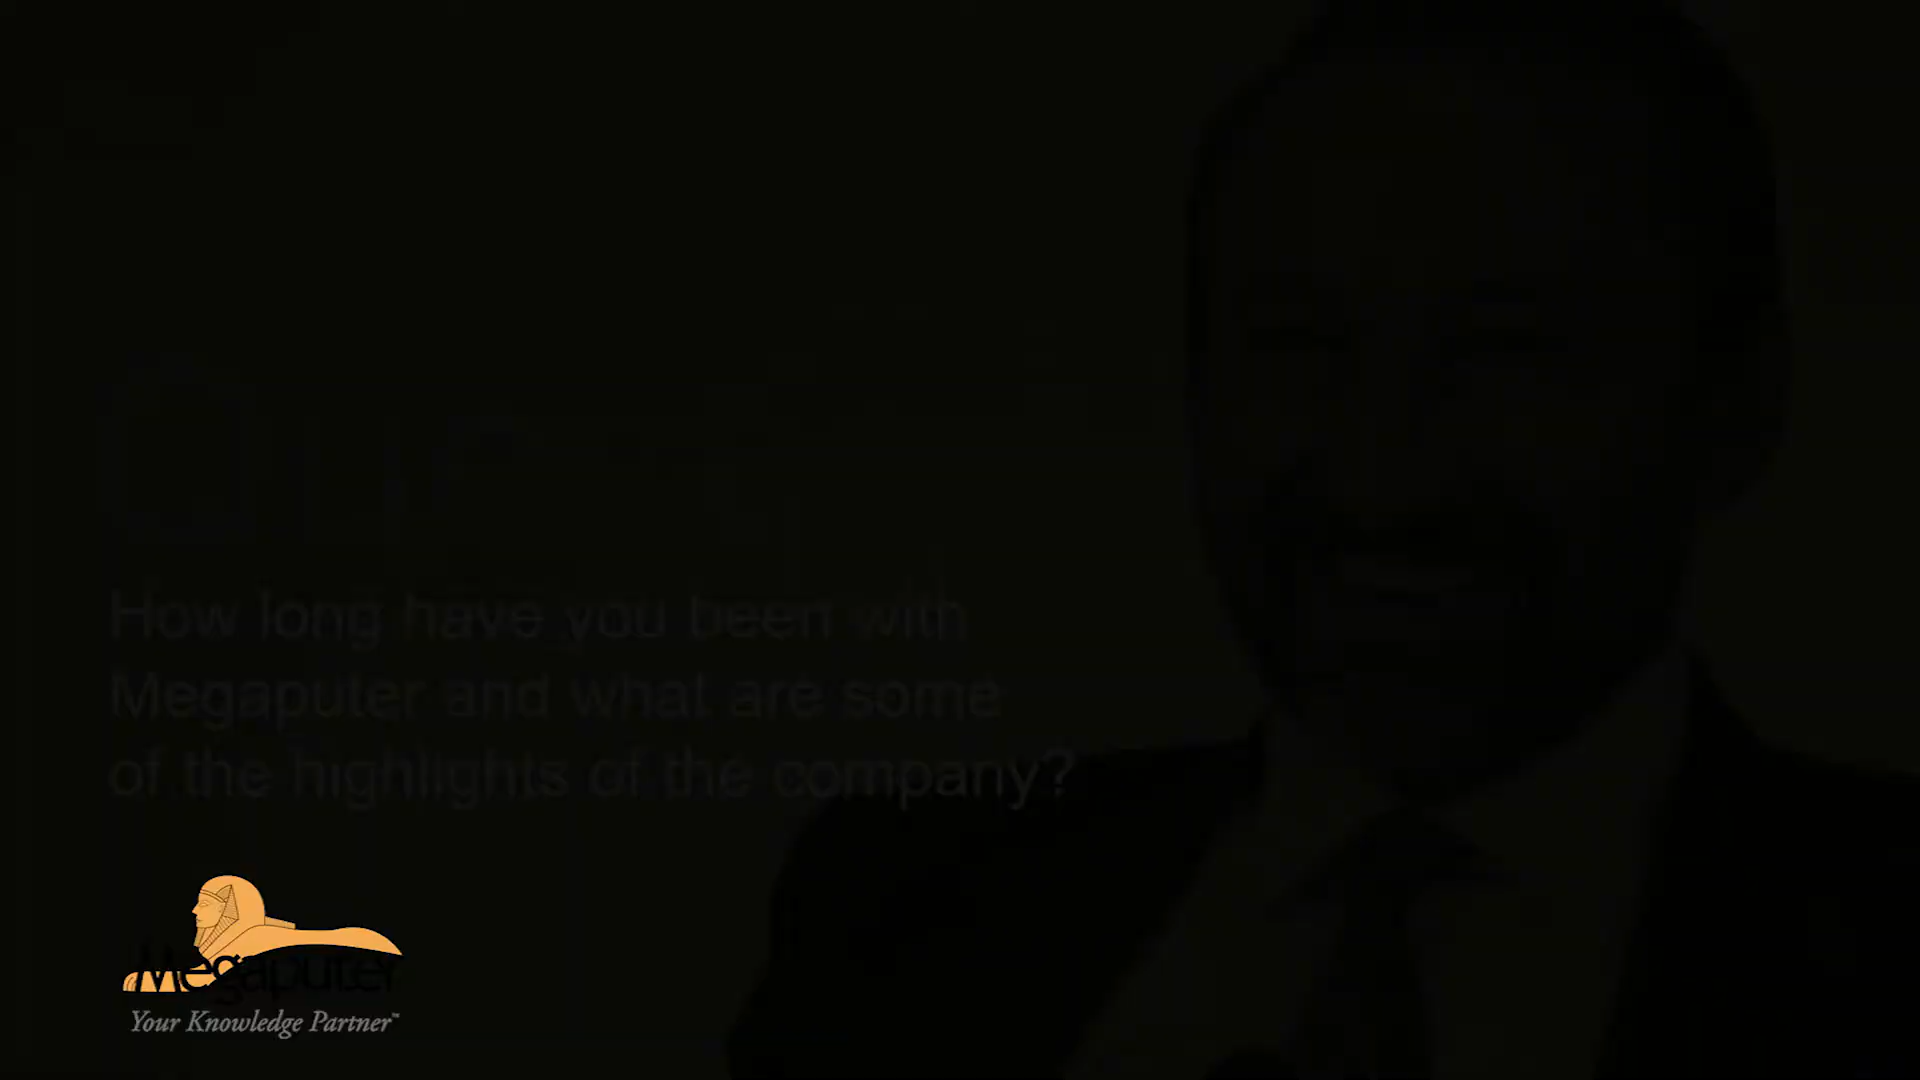 How long have you been with
Megaputer and what are some
of the highlights of the company?
Megaputer
Your Knowledge Partner™